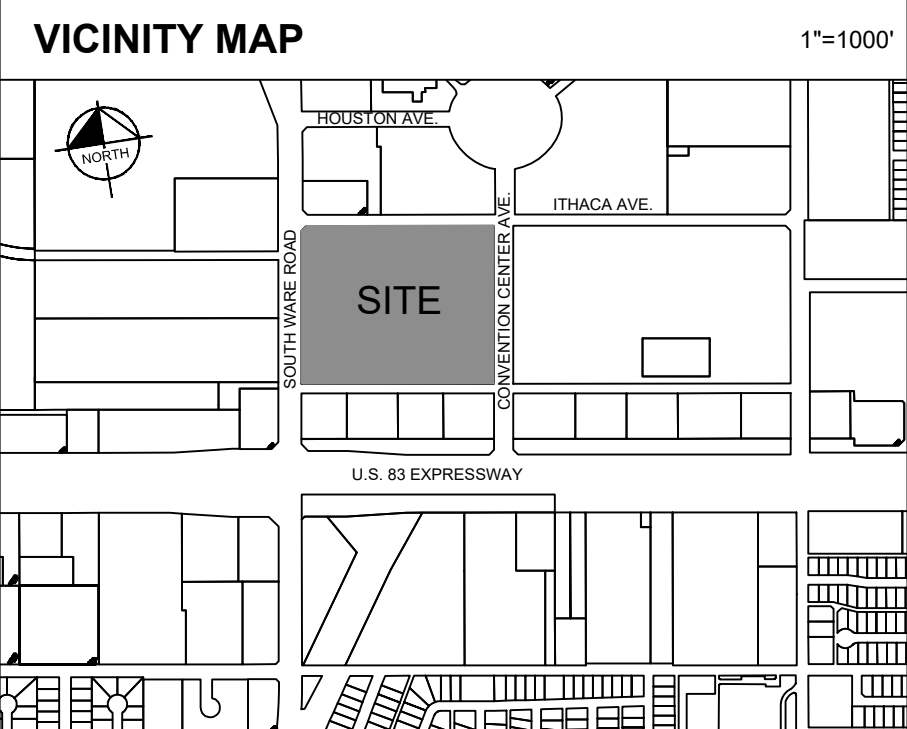 VICINITY MAP
1"=1000'
HOUSTON AVE.
NORTH
ITHACA AVE.
SOUTH WARE ROAD
SITE
CONVENTION CENTER AVE.
U.S. 83 EXPRESSWAY